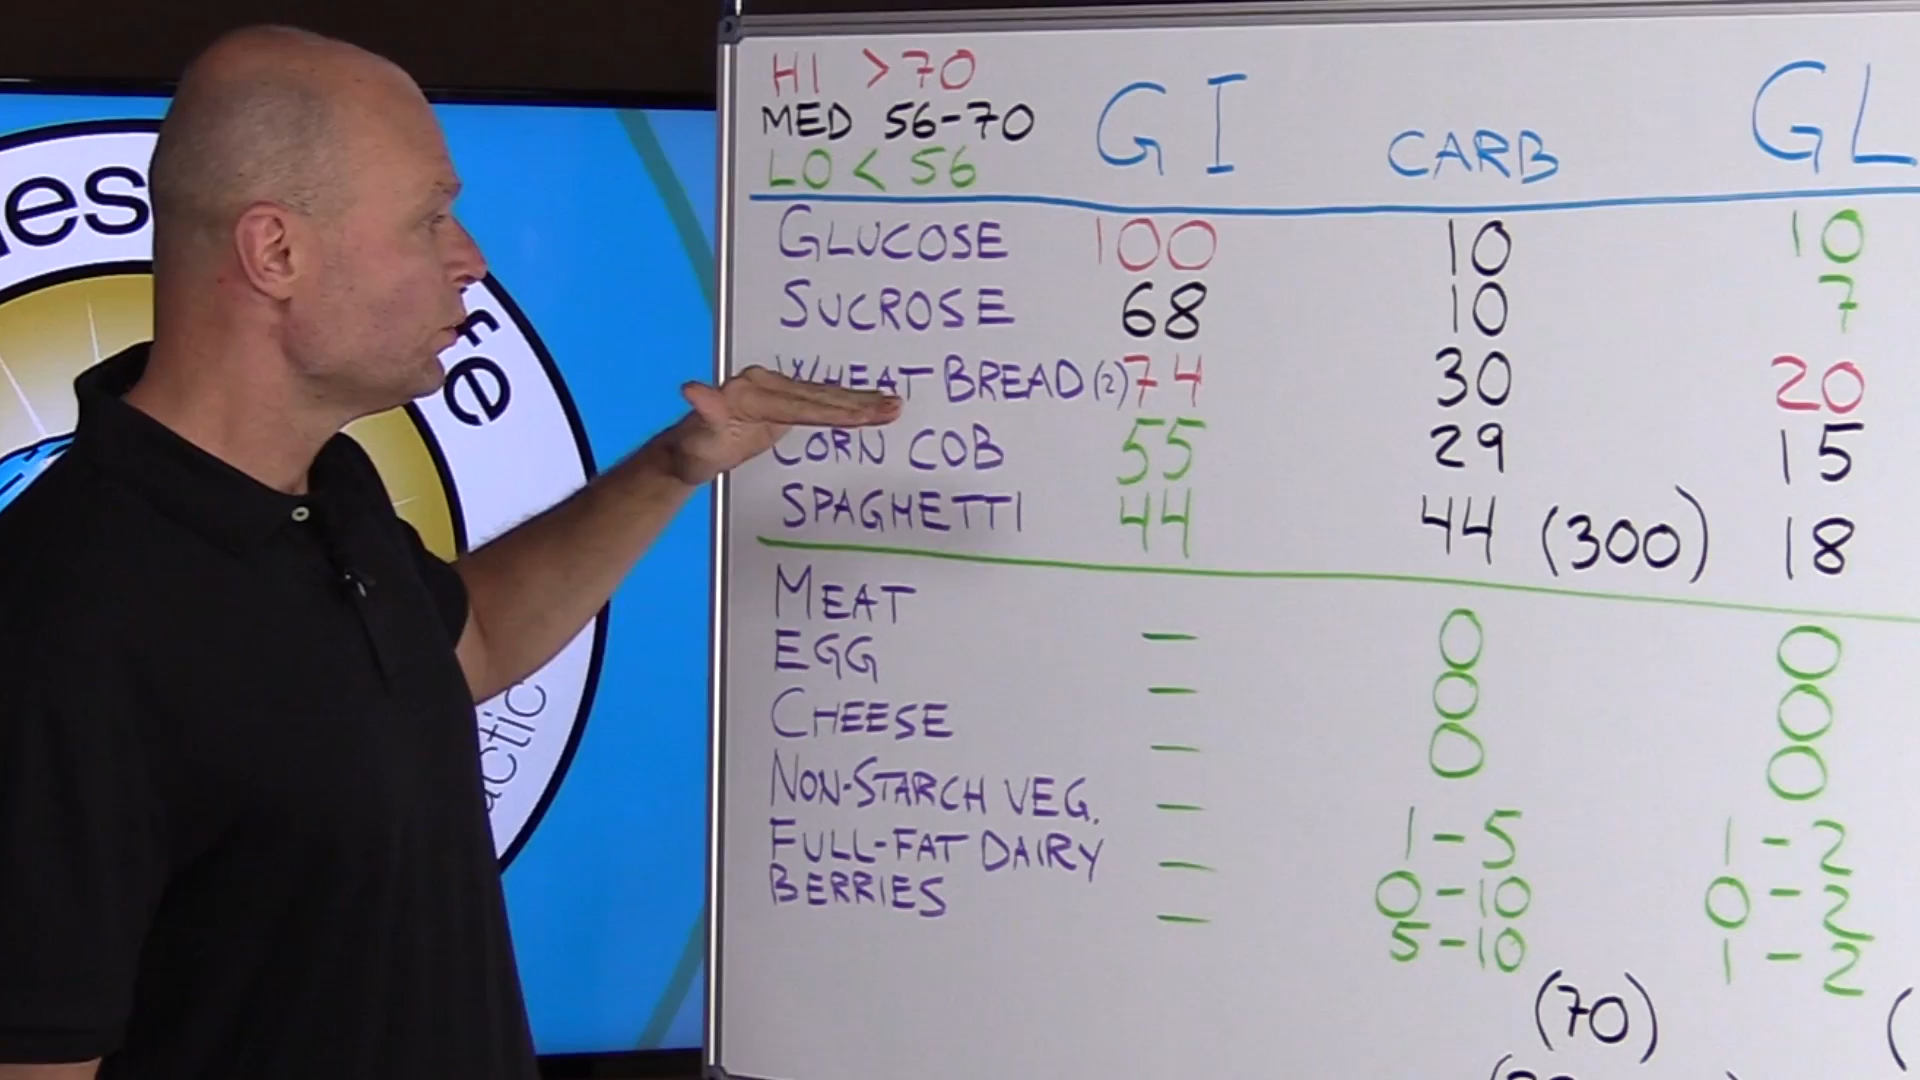 HI >70
MED 56-70
LO < 56
GI CARB GL
GLUCOSE 100 10 10
SUCROSE 68 10 7
WHEAT BREAD (2) 74 30 20
CORN COB 55 29 15
SPAGHETTI 44 44 (300) 18
MEAT — 0 0
EGG — 0 0
CHEESE — 0 0
NON-STARCH VEG. — 1-5 1-2
FULL-FAT DAIRY — 0-10 0-2
BERRIES — 5-10 1-2
(70) (
es
fe
actic